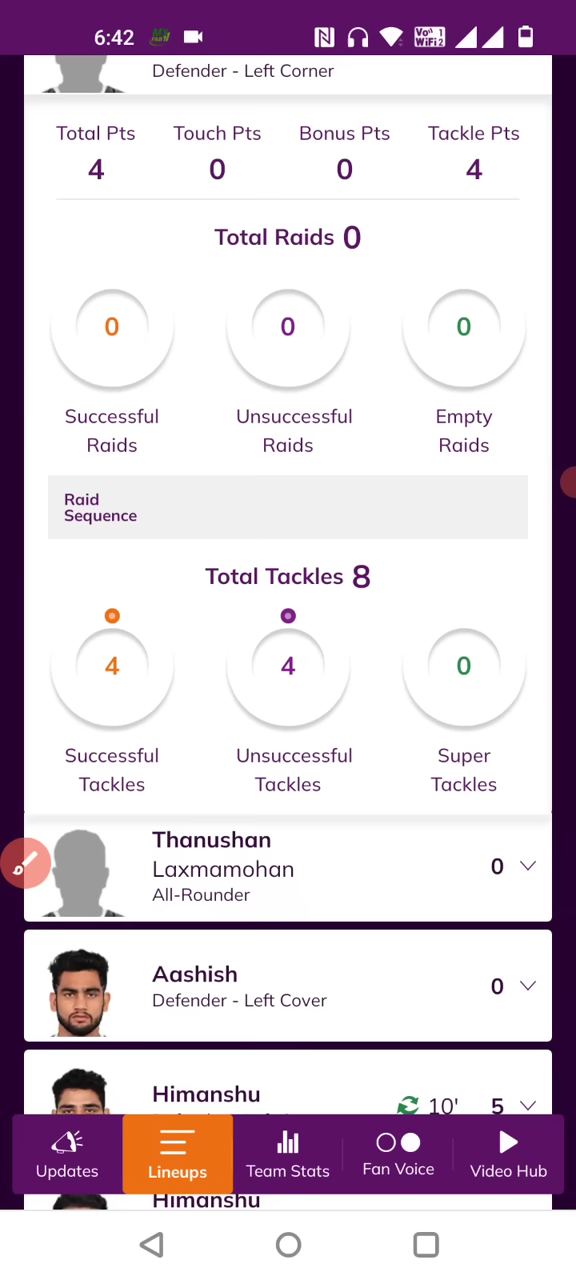 6:42
Vo)) 1
WiFi2
Defender - Left Corner
Total Pts Touch Pts Bonus Pts Tackle Pts
4 0 0 4
Total Raids 0
0 0 0
Successful Raids
Unsuccessful Raids
Empty Raids
Raid
Sequence
Total Tackles 8
4 4 0
Successful Tackles
Unsuccessful Tackles
Super Tackles
Thanushan
Laxmamohan
All-Rounder
0
Aashish
Defender - Left Cover
0
Himanshu
10' 5
Updates Lineups Team Stats Fan Voice Video Hub
Himanshu